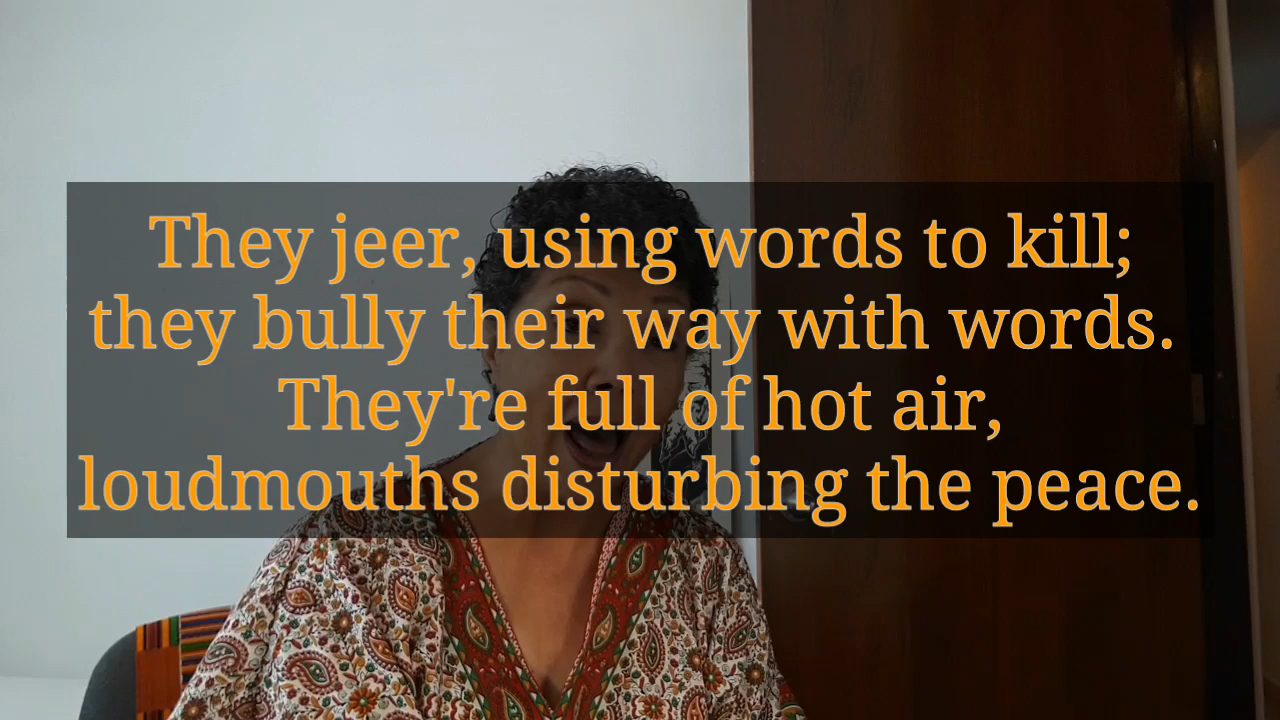 They jeer, using words to kill;
they bully their way with words.
They're full of hot air,
loudmouths disturbing the peace.